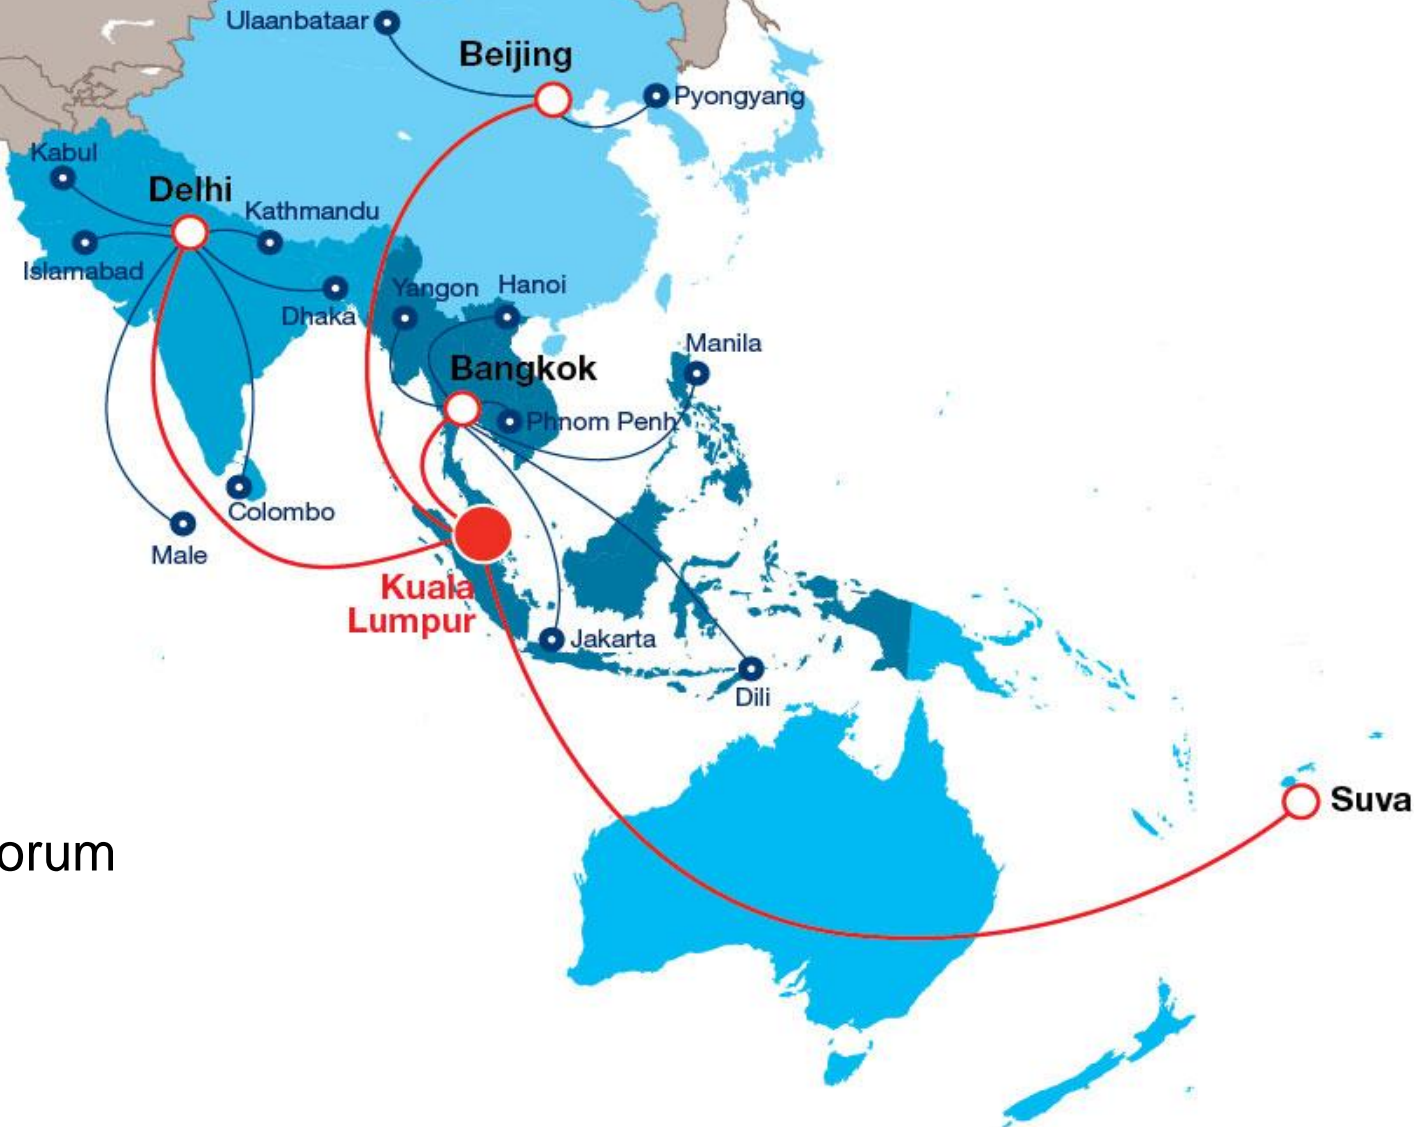 Ulaanbataar
Beijing
Pyongyang
Kabul
Delhi
Kathmandu
Islamabad
Yangon
Hanoi
Dhaka
Manila
Bangkok
Phnom Penh
Colombo
Male
Kuala
Lumpur
Jakarta
Dili
Suva
orum